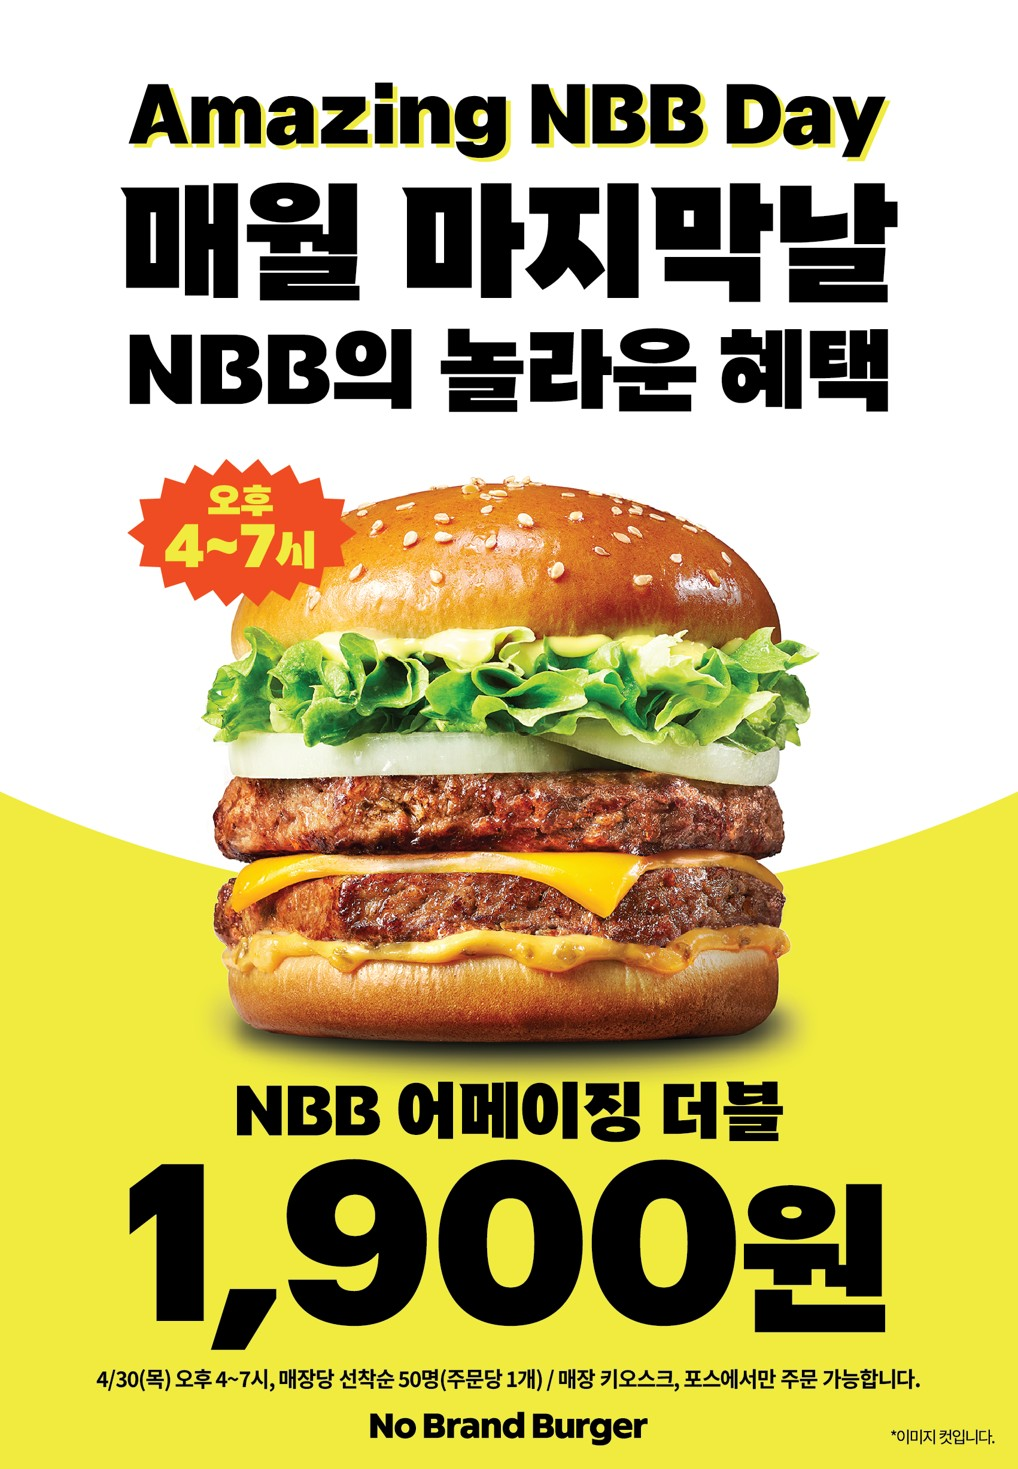 Amazing NBB Day
매월 마지막날
NBB의 놀라운 혜택
오후
4~7시
NBB 어메이징 더블
1,900원
4/30(목) 오후 4~7시, 매장당 선착순 50명(주문당 1개) / 매장 키오스크, 포스에서만 주문 가능합니다.
No Brand Burger
*이미지 컷입니다.